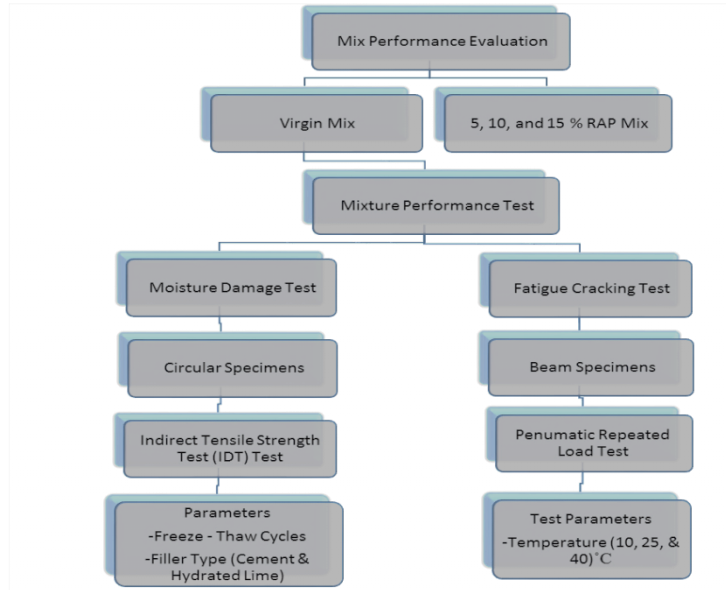 Mix Performance Evaluation
Virgin Mix
5, 10, and 15 % RAP Mix
Mixture Performance Test
Moisture Damage Test
Fatigue Cracking Test
Circular Specimens
Beam Specimens
Indirect Tensile Strength
Test (IDT) Test
Penumatic Repeated
Load Test
Parameters
-Freeze - Thaw Cycles
-Filler Type (Cement &
Hydrated Lime)
Test Parameters
-Temperature (10, 25, &
40)˚C